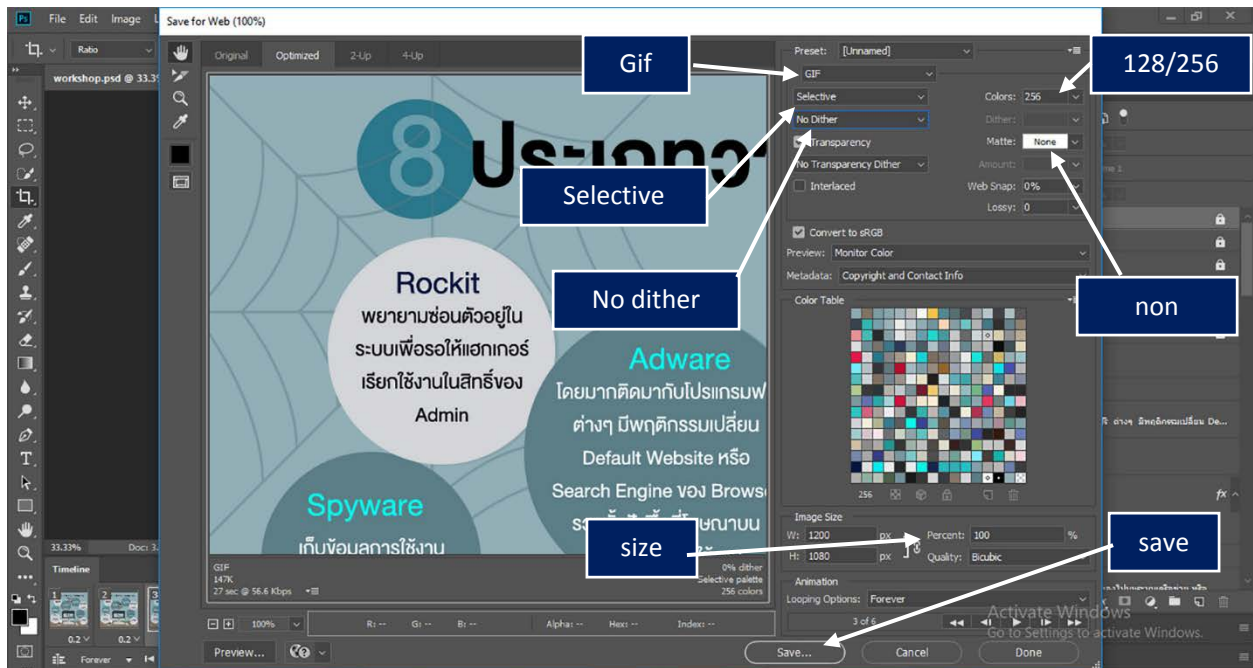 File Edit Image
Save for Web (100%)
Ratio
workshop.psd @ 33.3%
Original Optimized 2-Up 4-Up
Preset: [Unnamed]
GIF
Selective
Colors: 256
No Dither
Dither:
Transparency
Matte: None
No Transparency Dither
Amount:
Interlaced
Web Snap: 0%
Lossy: 0
Convert to sRGB
Preview: Monitor Color
Metadata: Copyright and Contact Info
Color Table
256
Image Size
W: 1200 px
Percent: 100 %
H: 1080 px
Quality: Bicubic
Animation
Looping Options: Forever
3 of 6
Gif
128/256
Selective
No dither
non
size
save
8
Rockit
พยายามซ่อนตัวอยู่ใน
ระบบเพื่อรอให้แฮกเกอร์
เรียกใช้งานในสิทธิ์ของ
Admin
Adware
โดยมากติดมากับโปรแกรมฟ
ต่างๆ มีพฤติกรรมเปลี่ยน
Default Website หรือ
Search Engine ของ Brows
Spyware
เก็บข้อมูลการใช้งาน
GIF
147K
27 sec @ 56.6 Kbps
0% dither
Selective palette
256 colors
100%
R: -- G: -- B: --
Alpha: -- Hex: -- Index: --
Preview...
Save... Cancel Done
Activate Windows
Go to Settings to activate Windows.
33.33%
Timeline
1 2 3
0.2 0.2
Forever
fx